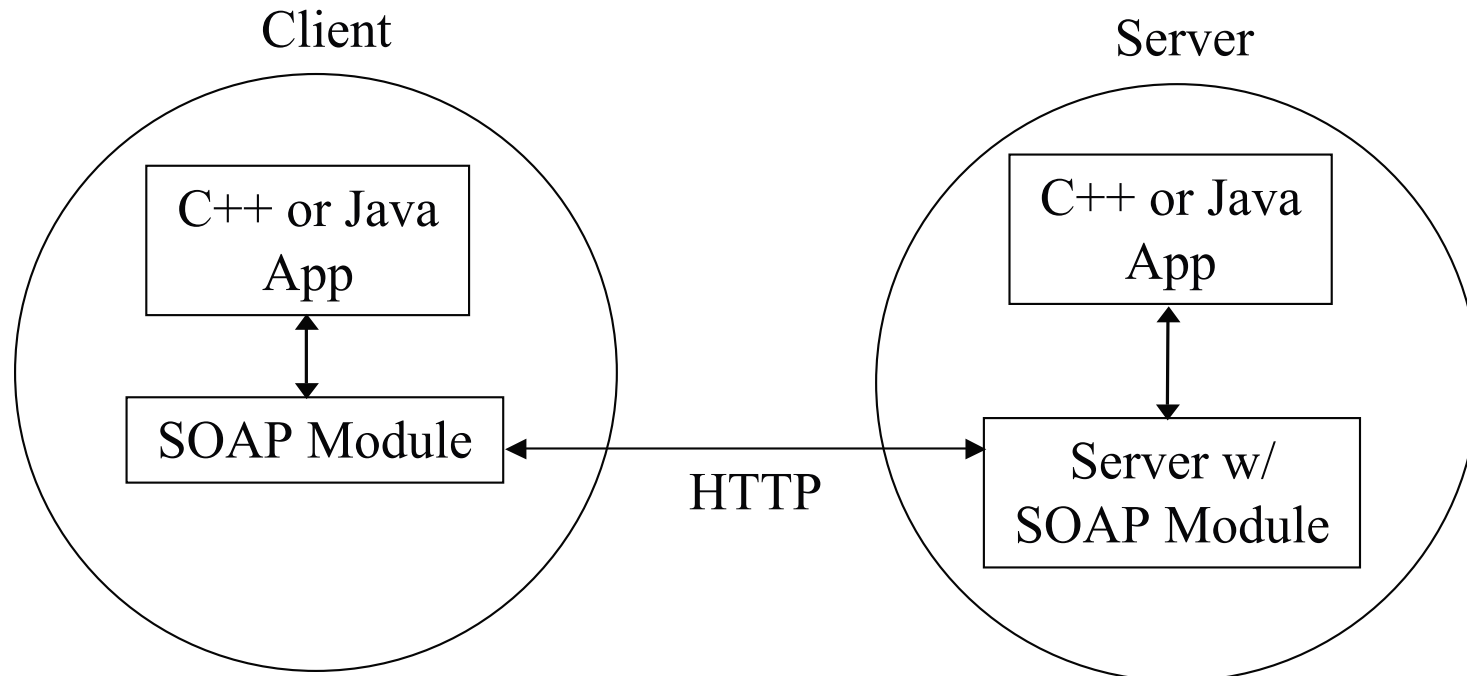 Client
C++ or Java
App
SOAP Module
HTTP
Server
C++ or Java
App
Server w/
SOAP Module